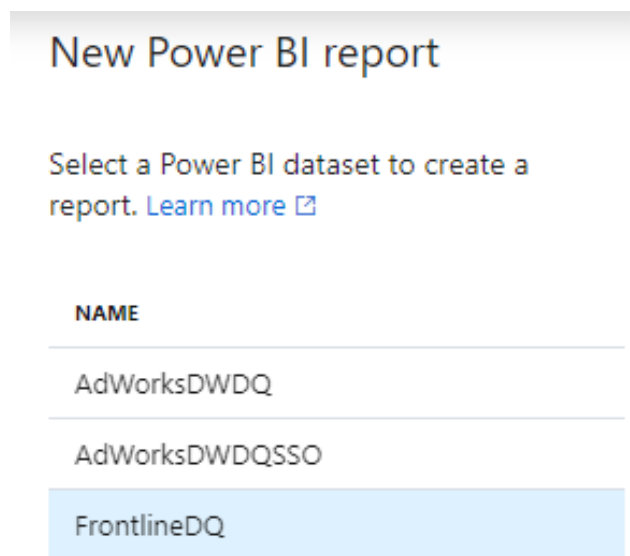 New Power BI report
Select a Power BI dataset to create a
report. Learn more
NAME
AdWorksDWDQ
AdWorksDWDQSSO
FrontlineDQ